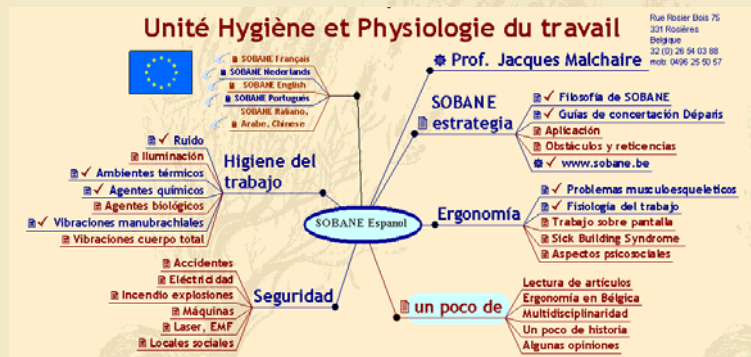 Unité Hygiène et Physiologie du travail
Rue Rosier Bois 75
331 Rosières
Belgique
32 (0) 26 54 03 88
mob: 0496 25 50 57
SOBANE Français
SOBANE Nederlands
SOBANE English
SOBANE Portugués
SOBANE Italiano,
Arabe, Chinese
Prof. Jacques Malchaire
SOBANE
estrategia
Filosofía de SOBANE
Guías de concertación Déparis
Aplicación
Obstáculos y reticencias
www.sobane.be
Higiene del
trabajo
Ruido
Iluminación
Ambientes térmicos
Agentes químicos
Agentes biológicos
Vibraciones manubrachiales
Vibraciones cuerpo total
SOBANE Espanol
Ergonomía
Problemas musculoesqueleticos
Fisiología del trabajo
Trabajo sobre pantalla
Sick Building Syndrome
Aspectos psicosociales
Seguridad
Accidentes
Eléctricidad
Incendio explosiones
Máquinas
Laser, EMF
Locales sociales
un poco de
Lectura de artículos
Ergonomía en Bélgica
Multidisciplinaridad
Un poco de historia
Algunas opiniones